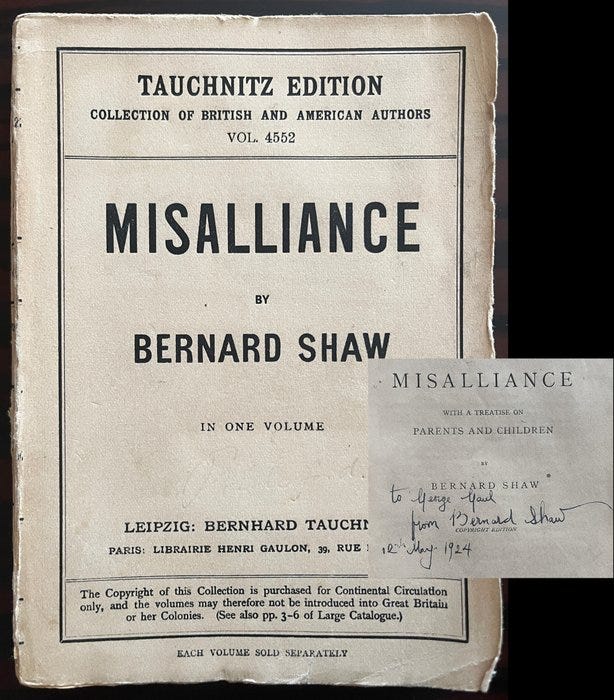 TAUCHNITZ EDITION
COLLECTION OF BRITISH AND AMERICAN AUTHORS
VOL. 4552
MISALLIANCE
BY
BERNARD SHAW
IN ONE VOLUME
LEIPZIG: BERNHARD TAUCHN
PARIS: LIBRAIRIE HENRI GAULON, 39, RUE
The Copyright of this Collection is purchased for Continental Circulation
only, and the volumes may therefore not be introduced into Great Britain
or her Colonies. (See also pp. 3-6 of Large Catalogue.)
EACH VOLUME SOLD SEPARATELY
MISALLIANCE
WITH A TREATISE ON
PARENTS AND CHILDREN
BY
BERNARD SHAW
to George
from Bernard Shaw
COPYRIGHT EDITION
12th May 1924